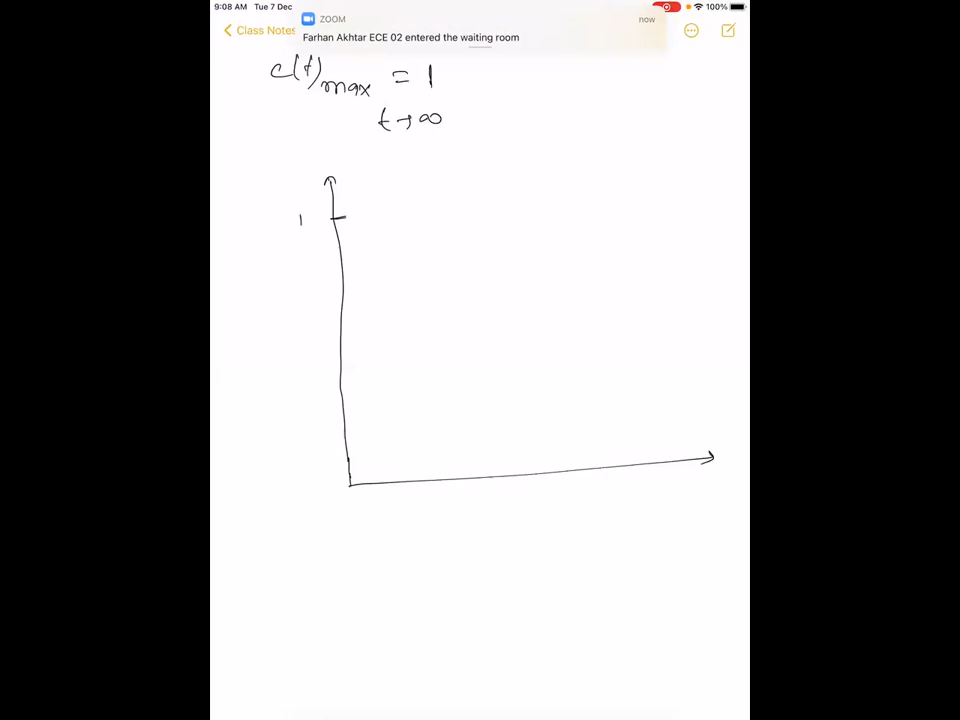 9:08 AM Tue 7 Dec
100%
ZOOM
now
Farhan Akhtar ECE 02 entered the waiting room
Class Notes
c(t)max = 1
t→∞
1